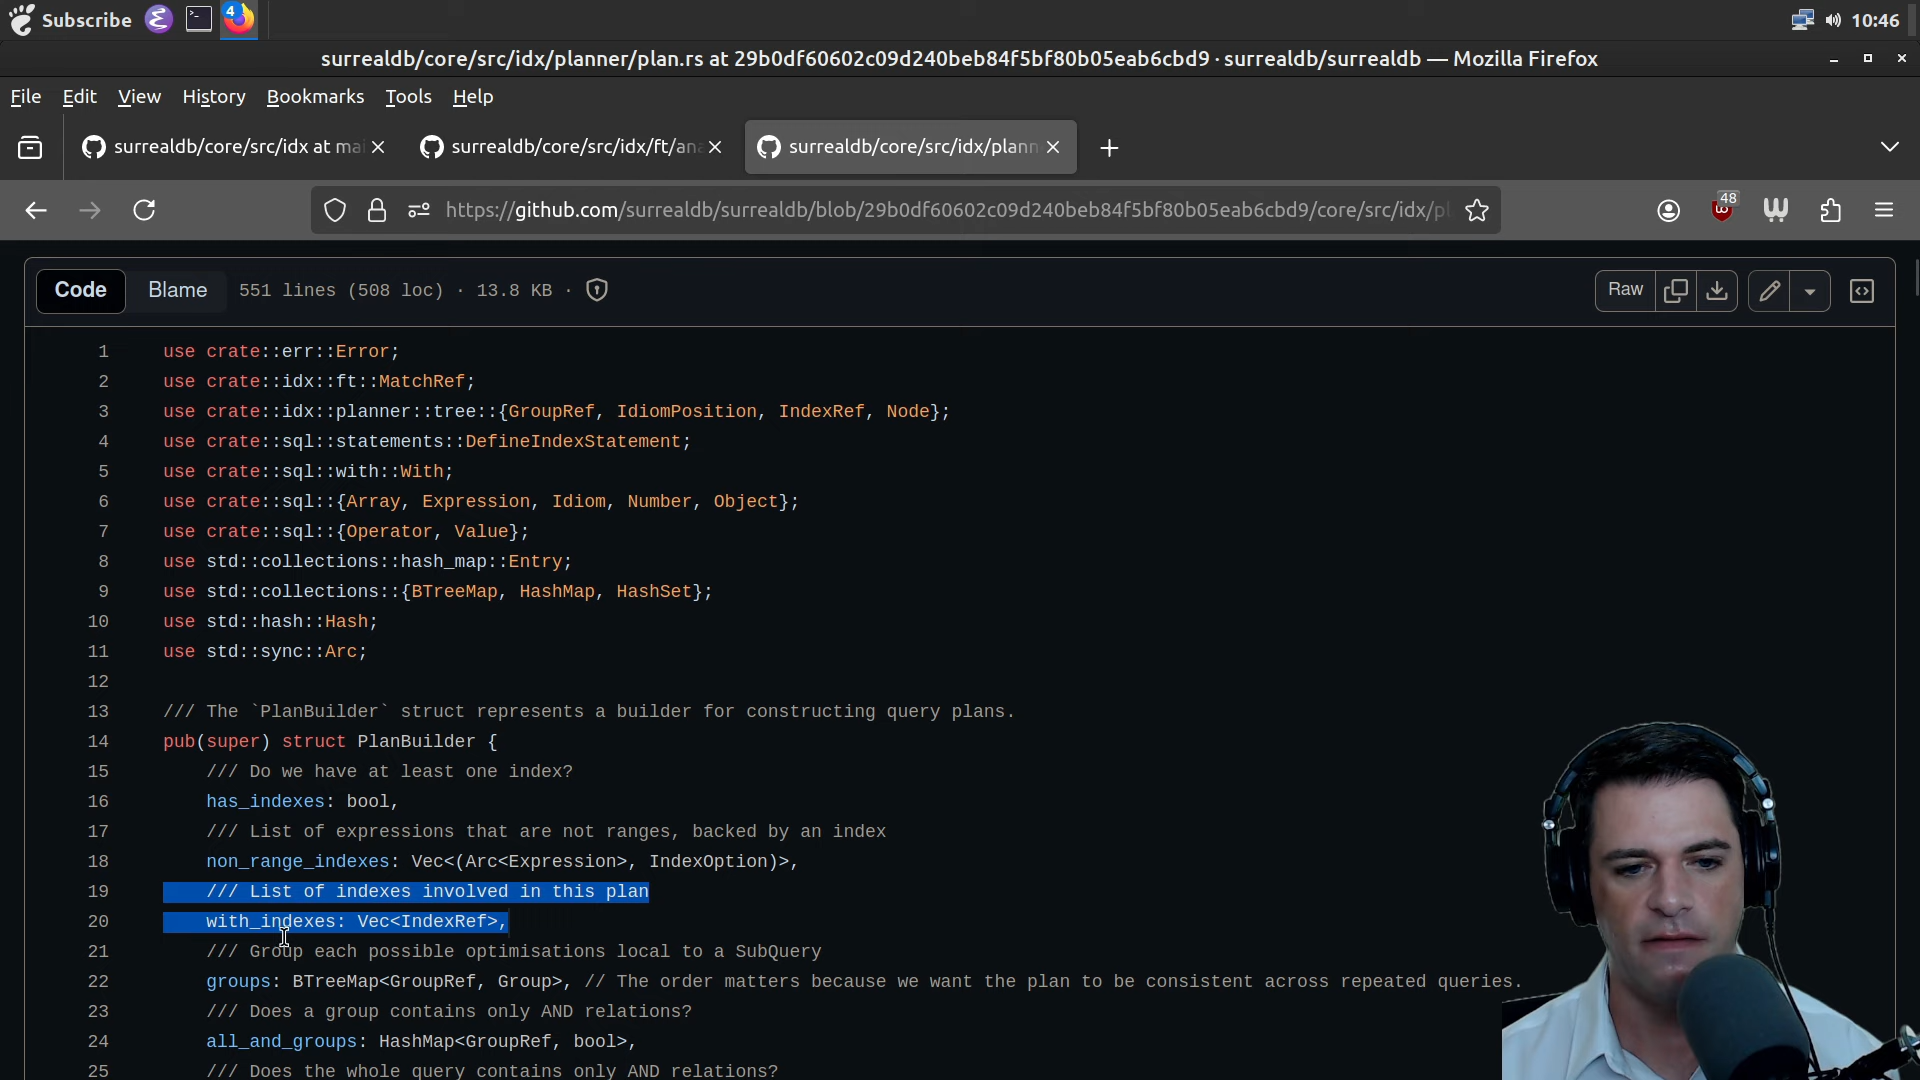 Subscribe
4
10:46
surrealdb/core/src/idx/planner/plan.rs at 29b0df60602c09d240beb84f5bf80b05eab6cbd9 · surrealdb/surrealdb — Mozilla Firefox
File Edit View History Bookmarks Tools Help
surrealdb/core/src/idx at mai
surrealdb/core/src/idx/ft/ana
surrealdb/core/src/idx/plann
https://github.com/surrealdb/surrealdb/blob/29b0df60602c09d240beb84f5bf80b05eab6cbd9/core/src/idx/pl
48
Code Blame 551 lines (508 loc) · 13.8 KB ·
Raw
1 use crate::err::Error;
2 use crate::idx::ft::MatchRef;
3 use crate::idx::planner::tree::{GroupRef, IdiomPosition, IndexRef, Node};
4 use crate::sql::statements::DefineIndexStatement;
5 use crate::sql::with::With;
6 use crate::sql::{Array, Expression, Idiom, Number, Object};
7 use crate::sql::{Operator, Value};
8 use std::collections::hash_map::Entry;
9 use std::collections::{BTreeMap, HashMap, HashSet};
10 use std::hash::Hash;
11 use std::sync::Arc;
12
13 /// The `PlanBuilder` struct represents a builder for constructing query plans.
14 pub(super) struct PlanBuilder {
15 /// Do we have at least one index?
16 has_indexes: bool,
17 /// List of expressions that are not ranges, backed by an index
18 non_range_indexes: Vec<(Arc<Expression>, IndexOption)>,
19 /// List of indexes involved in this plan
20 with_indexes: Vec<IndexRef>,
21 /// Group each possible optimisations local to a SubQuery
22 groups: BTreeMap<GroupRef, Group>, // The order matters because we want the plan to be consistent across repeated queries.
23 /// Does a group contains only AND relations?
24 all_and_groups: HashMap<GroupRef, bool>,
25 /// Does the whole query contains only AND relations?